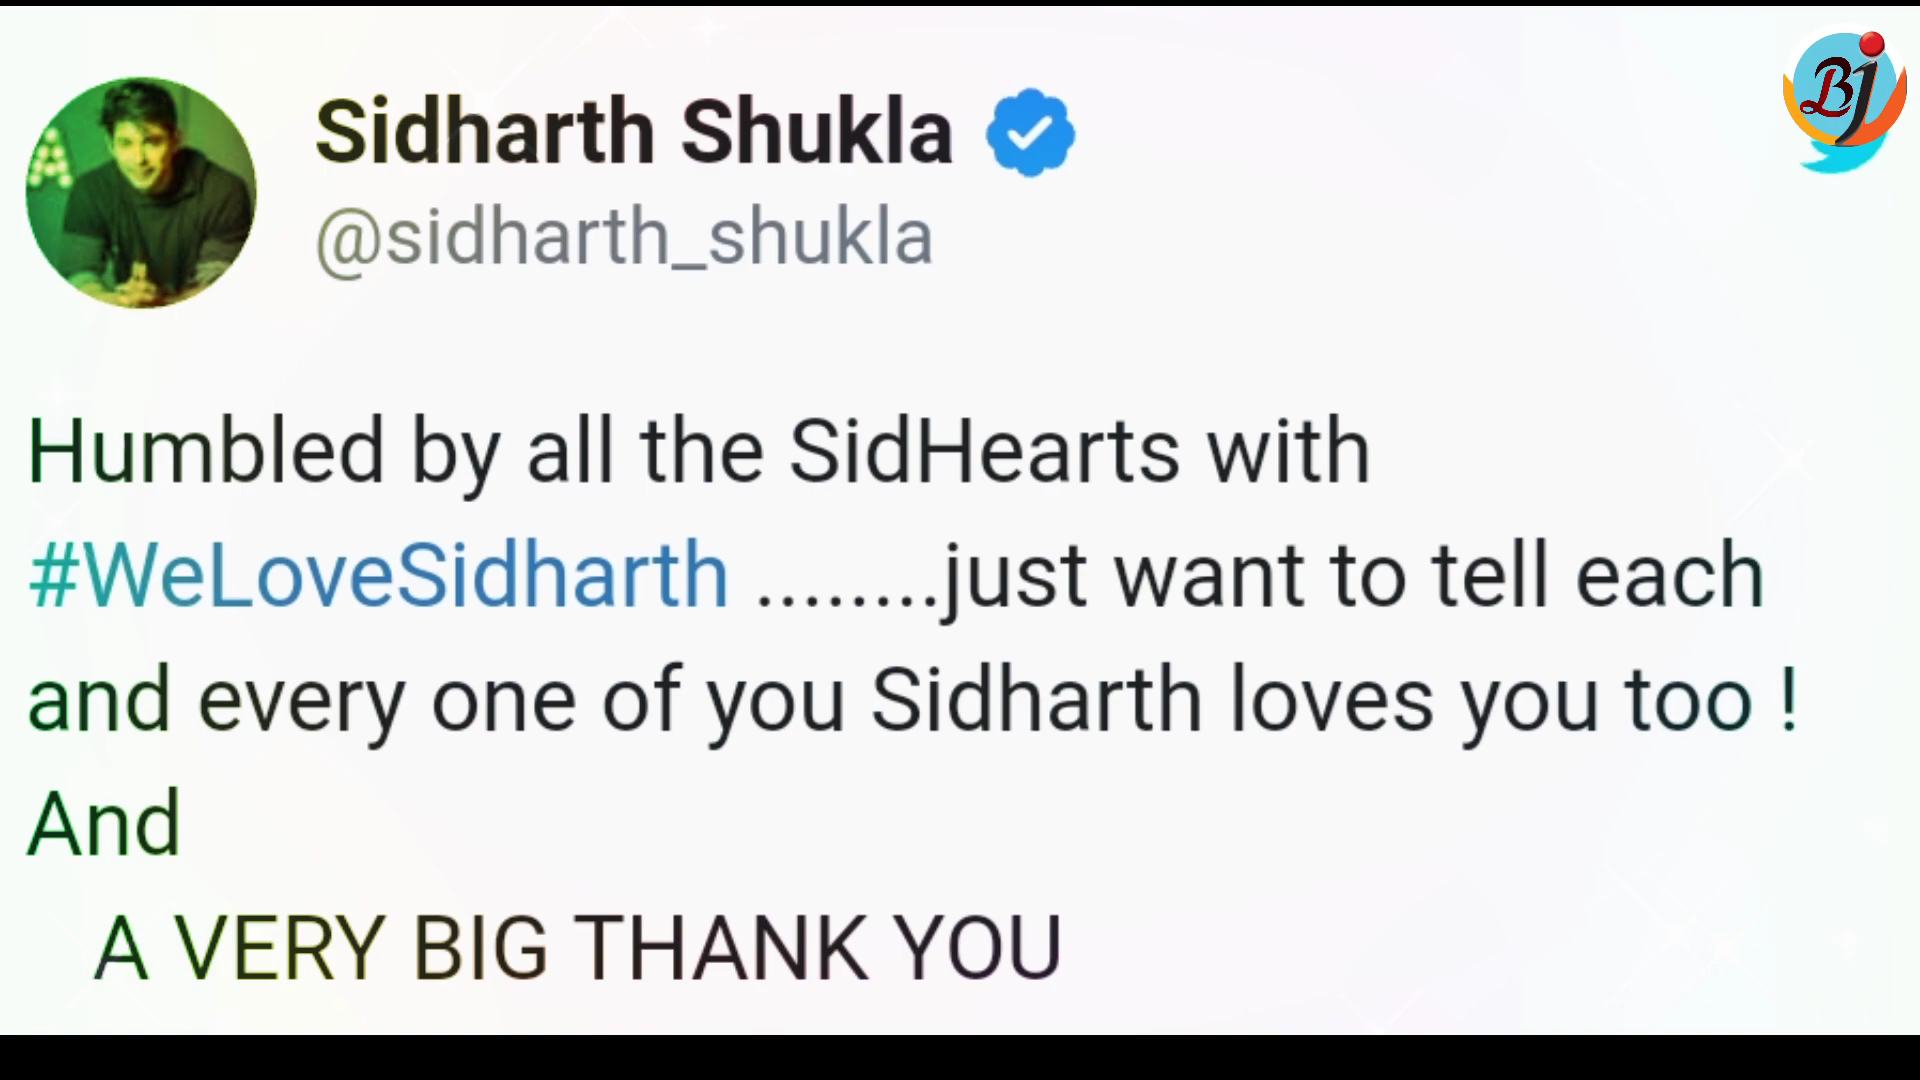 Sidharth Shukla
@sidharth_shukla
BJ
Humbled by all the SidHearts with
#WeLoveSidharth ........just want to tell each
and every one of you Sidharth loves you too !
And
A VERY BIG THANK YOU